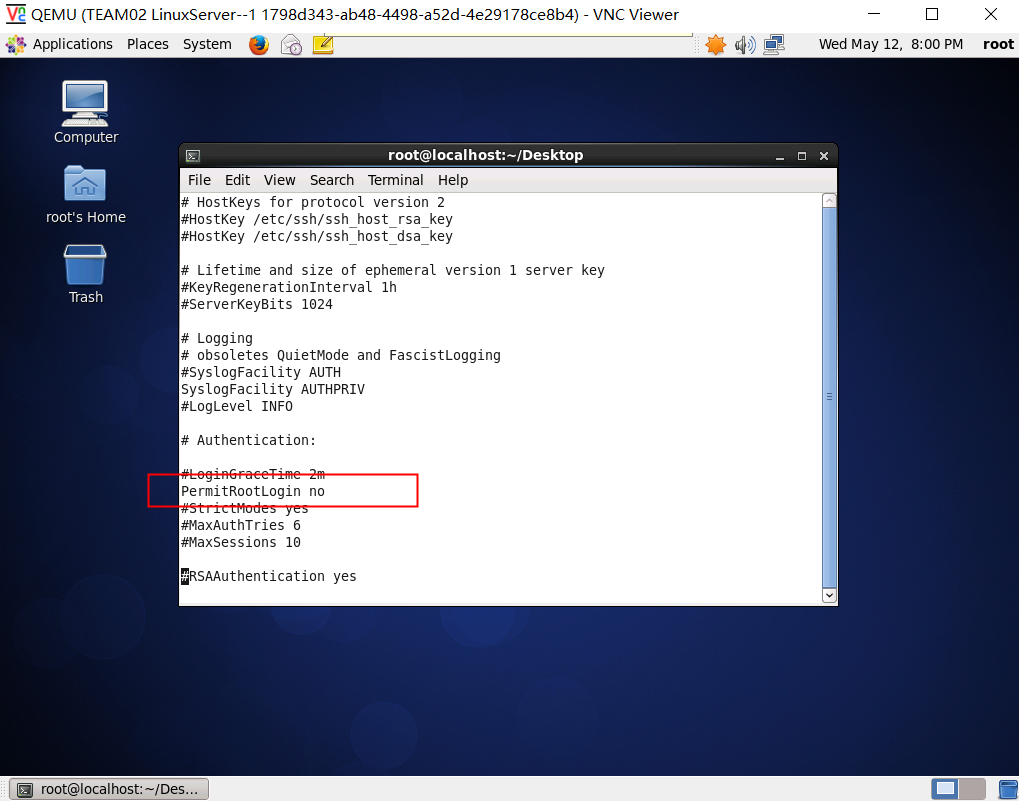 QEMU (TEAM02 LinuxServer--1 1798d343-ab48-4498-a52d-4e29178ce8b4) - VNC Viewer
Applications Places System Wed May 12, 8:00 PM root
Computer
root's Home
Trash
root@localhost:~/Desktop
File Edit View Search Terminal Help
# HostKeys for protocol version 2
#HostKey /etc/ssh/ssh_host_rsa_key
#HostKey /etc/ssh/ssh_host_dsa_key
# Lifetime and size of ephemeral version 1 server key
#KeyRegenerationInterval 1h
#ServerKeyBits 1024
# Logging
# obsoletes QuietMode and FascistLogging
#SyslogFacility AUTH
SyslogFacility AUTHPRIV
#LogLevel INFO
# Authentication:
#LoginGraceTime 2m
PermitRootLogin no
#StrictModes yes
#MaxAuthTries 6
#MaxSessions 10
#RSAAuthentication yes
root@localhost:~/Des...